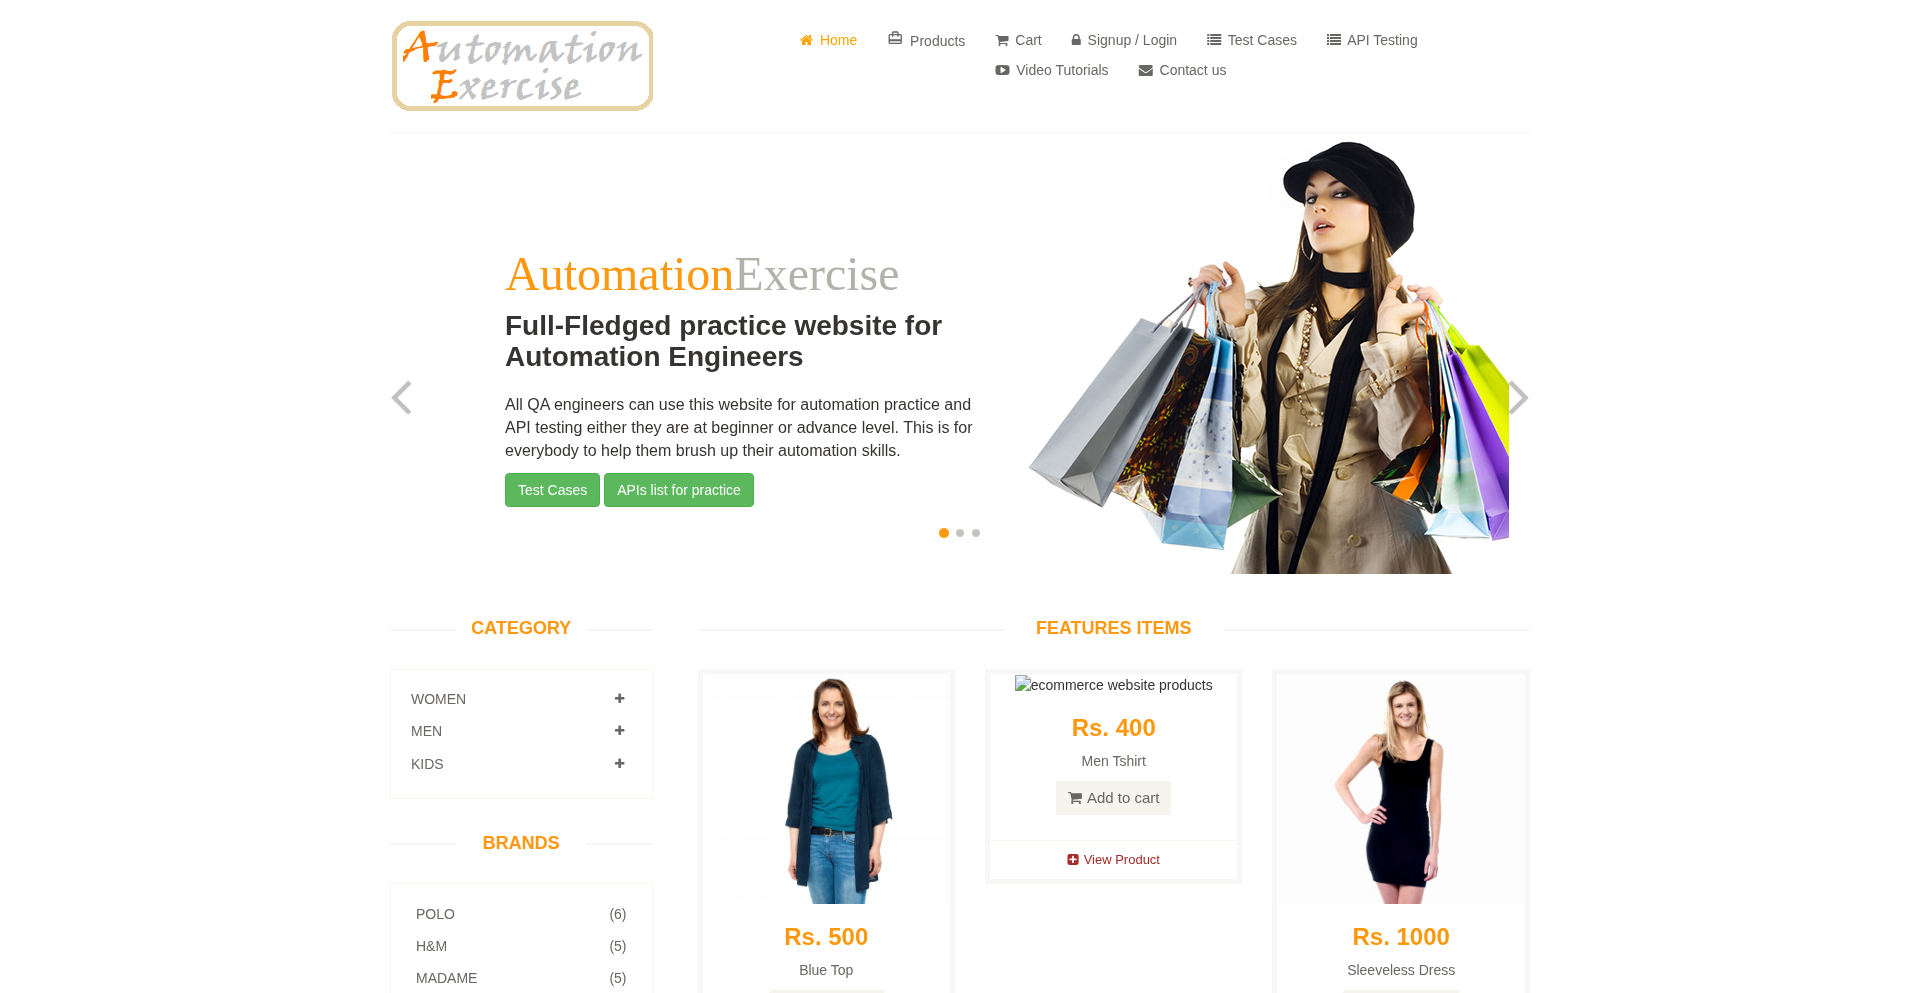 Automation
Exercise
Home
Products
Cart
Signup / Login
Test Cases
API Testing
Video Tutorials
Contact us
AutomationExercise
Full-Fledged practice website for
Automation Engineers
All QA engineers can use this website for automation practice and
API testing either they are at beginner or advance level. This is for
everybody to help them brush up their automation skills.
Test Cases
APIs list for practice
CATEGORY
WOMEN
MEN
KIDS
BRANDS
POLO (6)
H&M (5)
MADAME (5)
FEATURES ITEMS
Rs. 500
Blue Top
ecommerce website products
Rs. 400
Men Tshirt
Add to cart
View Product
Rs. 1000
Sleeveless Dress